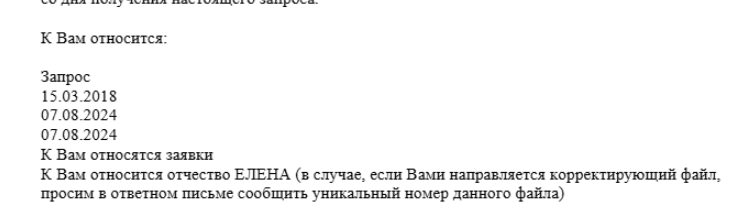 со дня получения настоящего запроса.
К Вам относится:
Запрос
15.03.2018
07.08.2024
07.08.2024
К Вам относятся заявки
К Вам относится отчество ЕЛЕНА (в случае, если Вами направляется корректирующий файл,
просим в ответном письме сообщить уникальный номер данного файла)